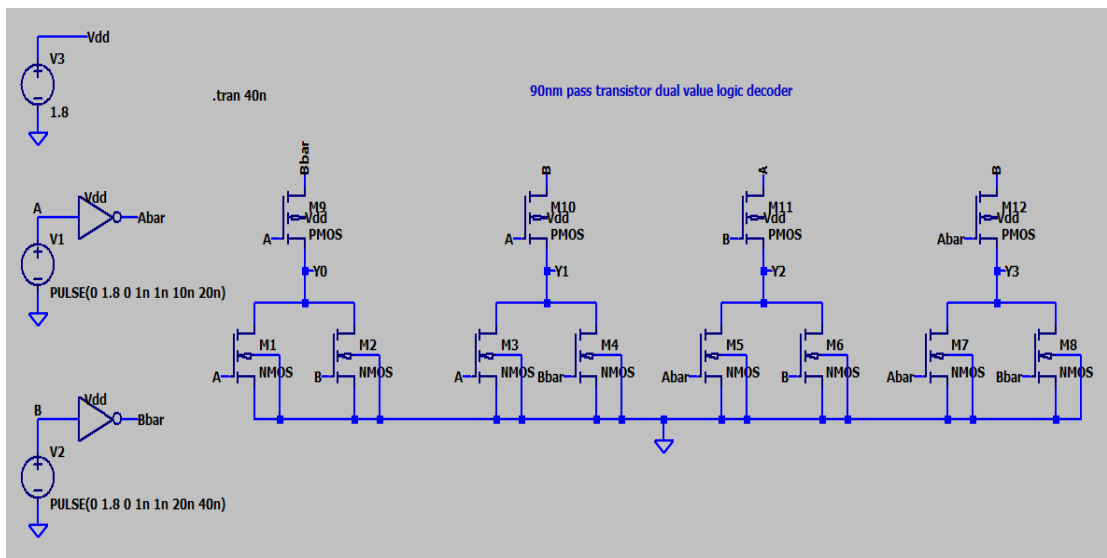 Vdd
V3
1.8
.tran 40n
90nm pass transistor dual value logic decoder
A
Vdd
Abar
V1
PULSE(0 1.8 0 1n 1n 10n 20n)
B
Vdd
Bbar
V2
PULSE(0 1.8 0 1n 1n 20n 40n)
Bbar
M9
Vdd
A
PMOS
Y0
M1
A
NMOS
M2
B
NMOS
B
M10
Vdd
A
PMOS
Y1
M3
A
NMOS
M4
Bbar
NMOS
A
M11
Vdd
B
PMOS
Y2
M5
Abar
NMOS
M6
B
NMOS
B
M12
Vdd
Abar
PMOS
Y3
M7
Abar
NMOS
M8
Bbar
NMOS